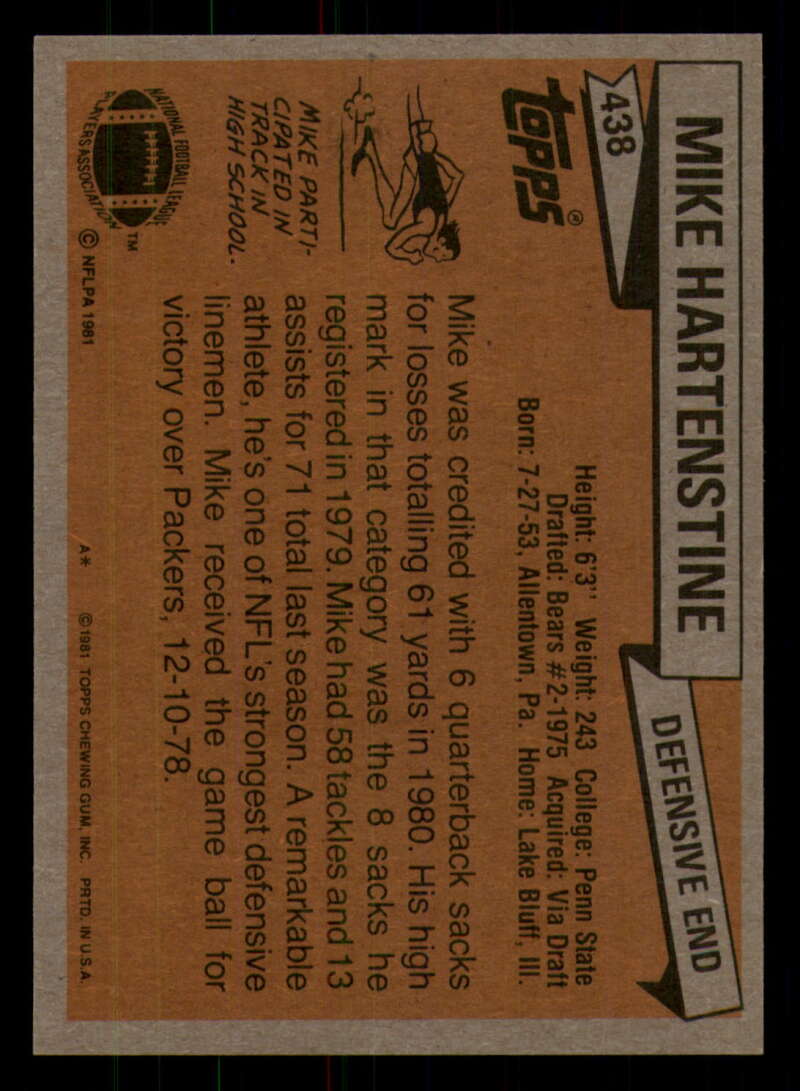 438
MIKE HARTENSTINE
DEFENSIVE END
topps®
Height: 6'3" Weight: 243 College: Penn State
Drafted: Bears #2-1975 Acquired: Via Draft
Born: 7-27-53, Allentown, Pa. Home: Lake Bluff, Ill.
MIKE PARTI-
CIPATED IN
TRACK IN
HIGH SCHOOL.
Mike was credited with 6 quarterback sacks
for losses totalling 61 yards in 1980. His high
mark in that category was the 8 sacks he
registered in 1979. Mike had 58 tackles and 13
assists for 71 total last season. A remarkable
athlete, he's one of NFL's strongest defensive
linemen. Mike received the game ball for
victory over Packers, 12-10-78.
NATIONAL FOOTBALL LEAGUE
PLAYERS ASSOCIATION
TM
© NFLPA 1981
A* ©1981 TOPPS CHEWING GUM, INC. PRTD. IN U.S.A.